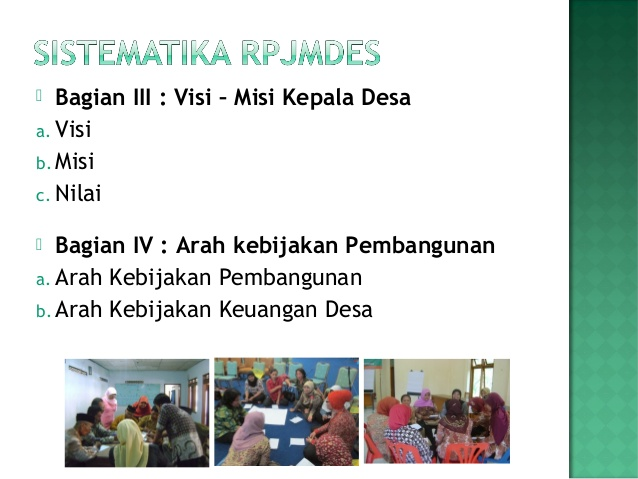 SISTEMATIKA RPJMDES
Bagian III : Visi – Misi Kepala Desa
a. Visi
b. Misi
c. Nilai
Bagian IV : Arah kebijakan Pembangunan
a. Arah Kebijakan Pembangunan
b. Arah Kebijakan Keuangan Desa